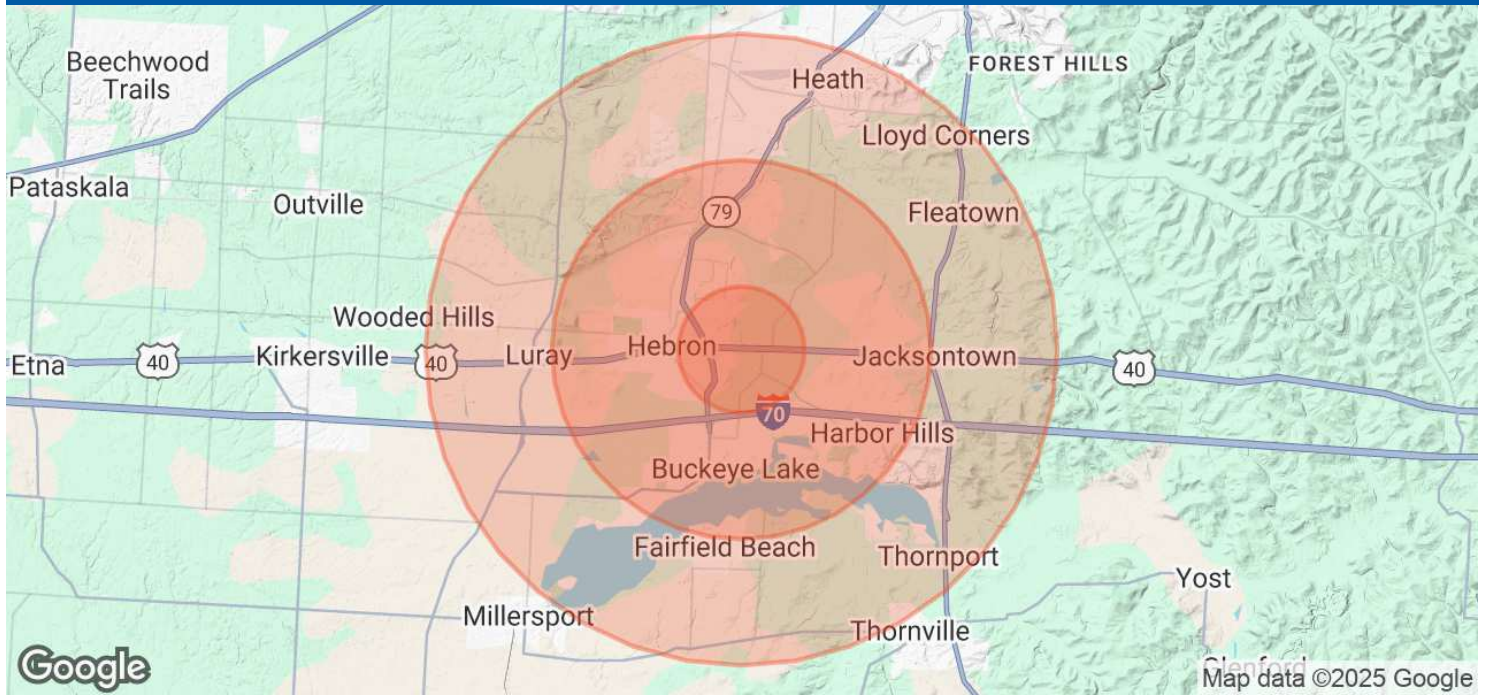 Beechwood
Trails
Heath
FOREST HILLS
Lloyd Corners
Pataskala
Outville
79
Fleatown
Wooded Hills
Etna
40
Kirkersville
40
Luray
Hebron
Jacksontown
40
70
Harbor Hills
Buckeye Lake
Fairfield Beach
Thornport
Yost
Millersport
Thornville
Glenford
Google
Map data ©2025 Google